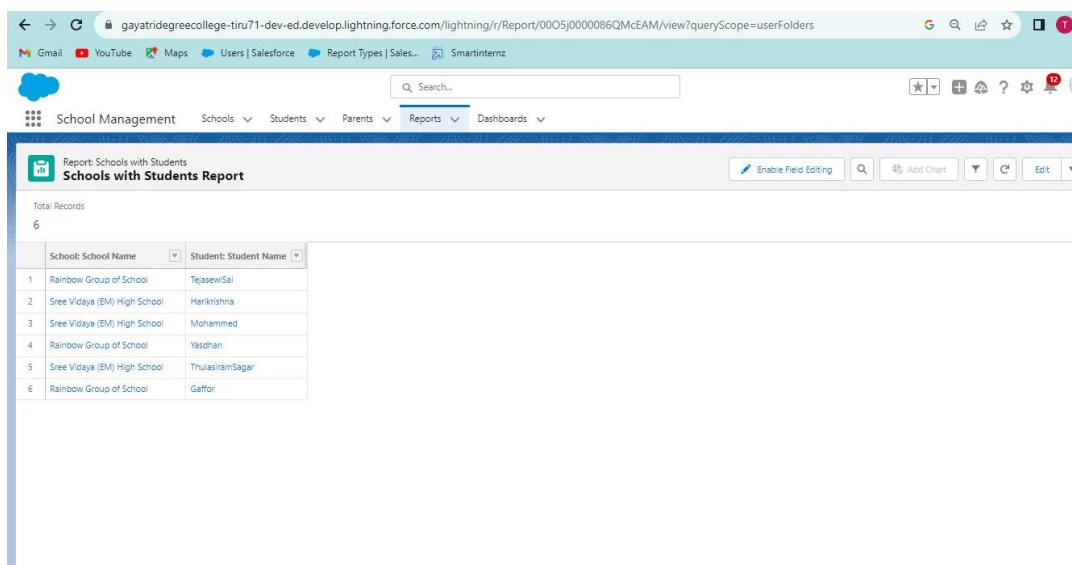 gayatridegreecollege-tiru71-dev-ed.develop.lightning.force.com/lightning/r/Report/00O5j0000086QMcEAM/view?queryScope=userFolders
Gmail YouTube Maps Users | Salesforce Report Types | Sales... Smartinternz
Search...
12
School Management Schools Students Parents Reports Dashboards
Report: Schools with Students
Schools with Students Report
Enable Field Editing Add Chart Edit
Total Records
6
School: School Name Student: Student Name
1 Rainbow Group of School TejasewiSai
2 Sree Vidaya (EM) High School Harikrishna
3 Sree Vidaya (EM) High School Mohammed
4 Rainbow Group of School Yasdhan
5 Sree Vidaya (EM) High School ThulasiramSagar
6 Rainbow Group of School Gaffor